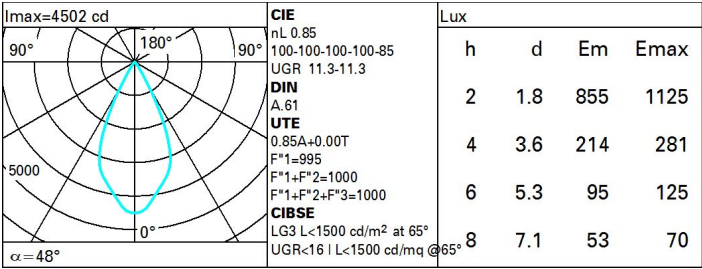 Imax=4502 cd
90°
180°
90°
5000
0°
α=48°
CIE
nL 0.85
100-100-100-100-85
UGR 11.3-11.3
DIN
A.61
UTE
0.85A+0.00T
F"1=995
F"1+F"2=1000
F"1+F"2+F"3=1000
CIBSE
LG3 L<1500 cd/m² at 65°
UGR<16 | L<1500 cd/mq @65°
Lux
h d Em Emax
2 1.8 855 1125
4 3.6 214 281
6 5.3 95 125
8 7.1 53 70